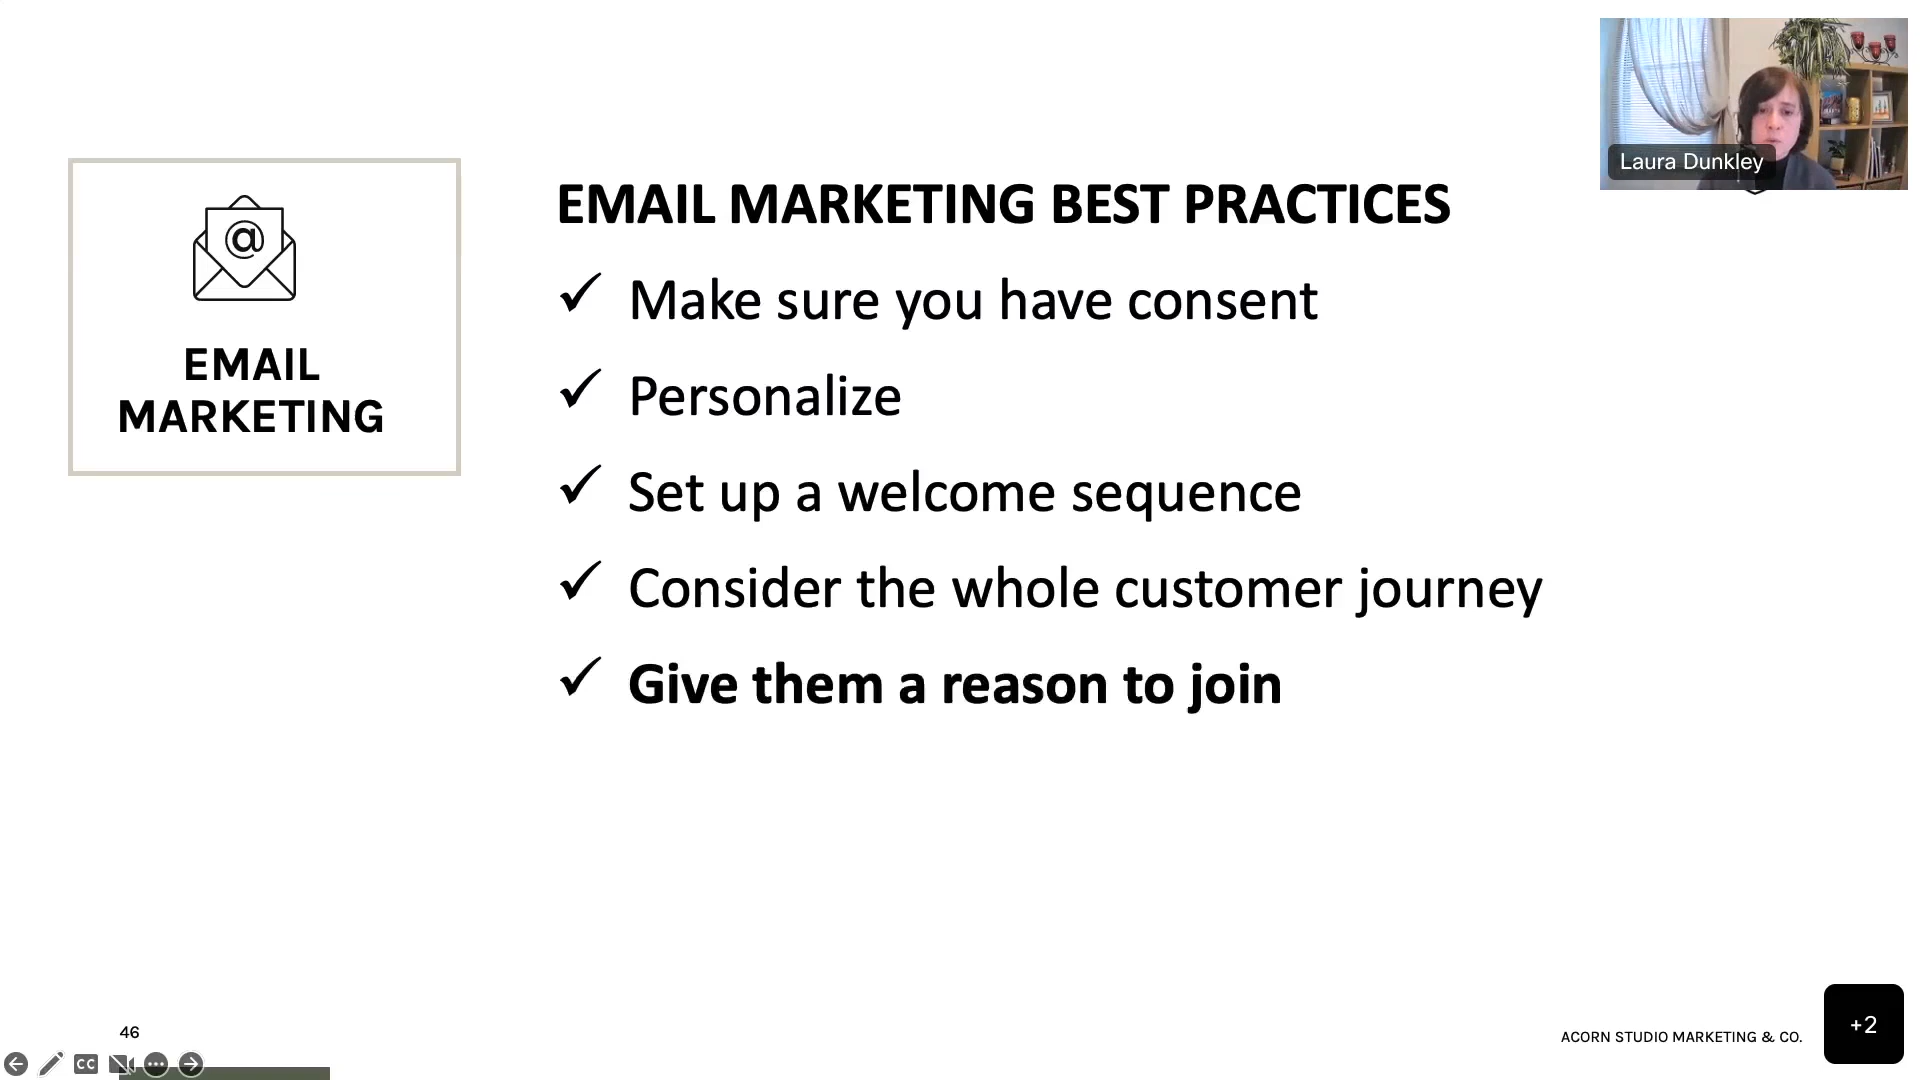 Laura Dunkley
@
EMAIL
MARKETING
EMAIL MARKETING BEST PRACTICES
✓ Make sure you have consent
✓ Personalize
✓ Set up a welcome sequence
✓ Consider the whole customer journey
✓ Give them a reason to join
46
ACORN STUDIO MARKETING & CO.
+2
CC